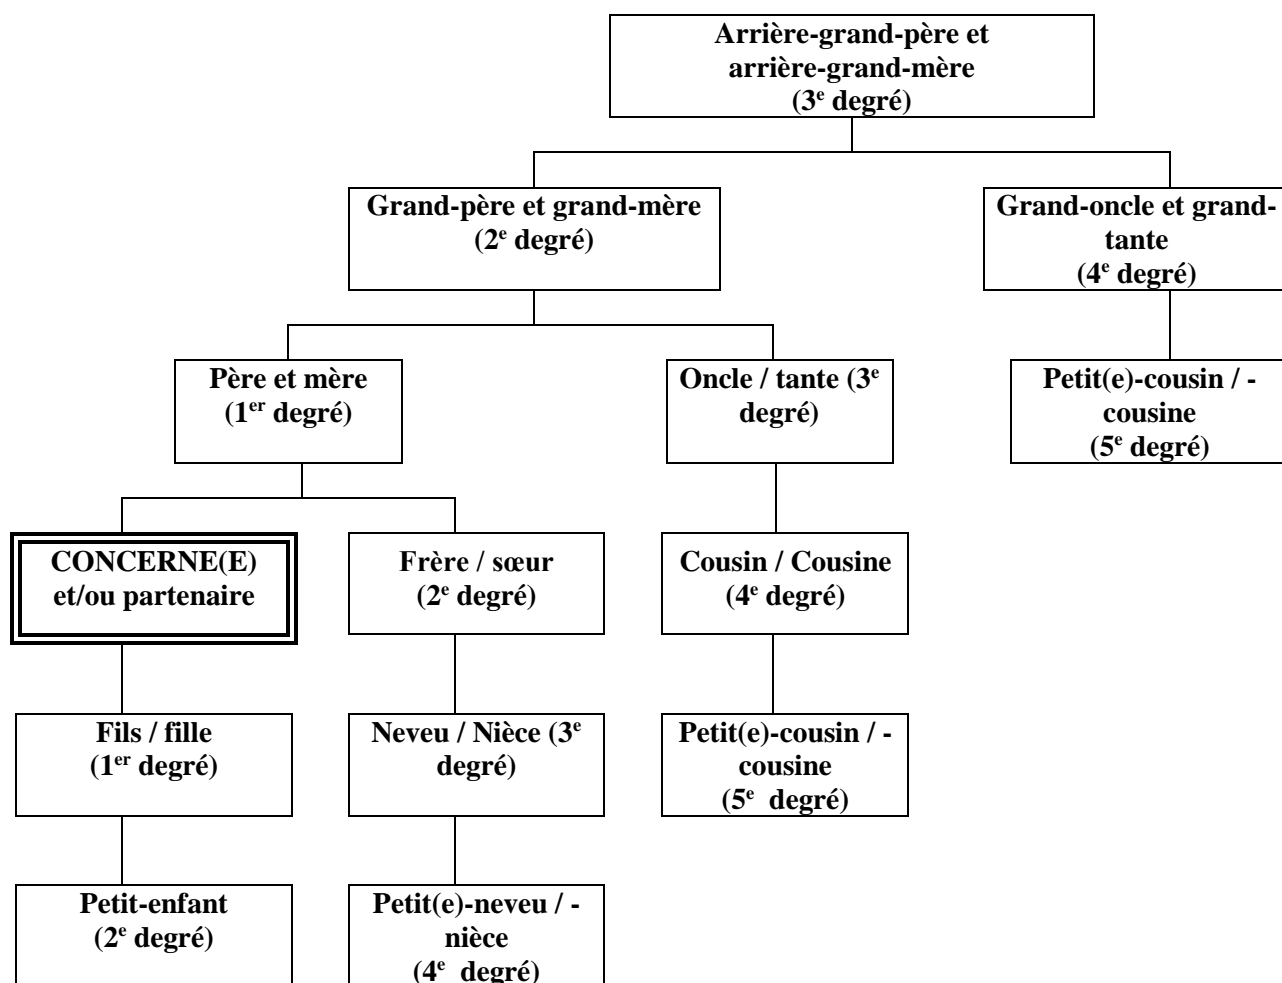 Arrière-grand-père et
arrière-grand-mère
(3e degré)
Grand-père et grand-mère
(2e degré)
Grand-oncle et grand-
tante
(4e degré)
Père et mère
(1er degré)
Oncle / tante (3e
degré)
Petit(e)-cousin / -
cousine
(5e degré)
CONCERNE(E)
et/ou partenaire
Frère / sœur
(2e degré)
Cousin / Cousine
(4e degré)
Fils / fille
(1er degré)
Neveu / Nièce (3e
degré)
Petit(e)-cousin / -
cousine
(5e degré)
Petit-enfant
(2e degré)
Petit(e)-neveu / -
nièce
(4e degré)